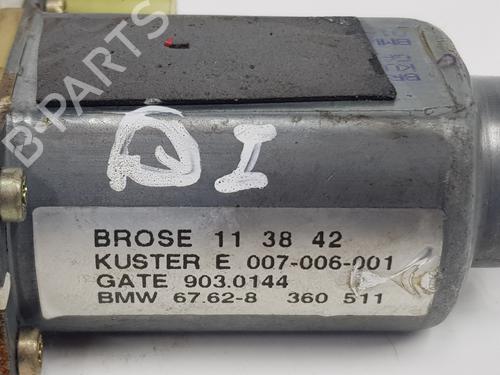 B-PARTS
DI
BROSE 11 38 42
KUSTER E 007-006-001
GATE 903.0144
BMW 67.62-8 360 511